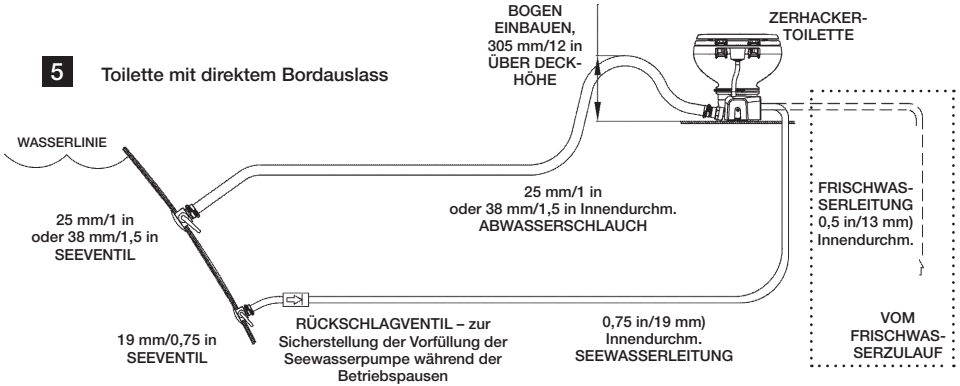 5 Toilette mit direktem Bordauslass
BOGEN
EINBAUEN,
305 mm/12 in
ÜBER DECK-
HÖHE
ZERHACKER-
TOILETTE
WASSERLINIE
25 mm/1 in
oder 38 mm/1,5 in
SEEVENTIL
25 mm/1 in
oder 38 mm/1,5 in Innendurchm.
ABWASSERSCHLAUCH
FRISCHWAS-
SERLEITUNG
0,5 in/13 mm)
Innendurchm.
19 mm/0,75 in
SEEVENTIL
RÜCKSCHLAGVENTIL – zur
Sicherstellung der Vorfüllung der
Seewasserpumpe während der
Betriebspausen
0,75 in/19 mm)
Innendurchm.
SEEWASSERLEITUNG
VOM
FRISCHWAS-
SERZULAUF